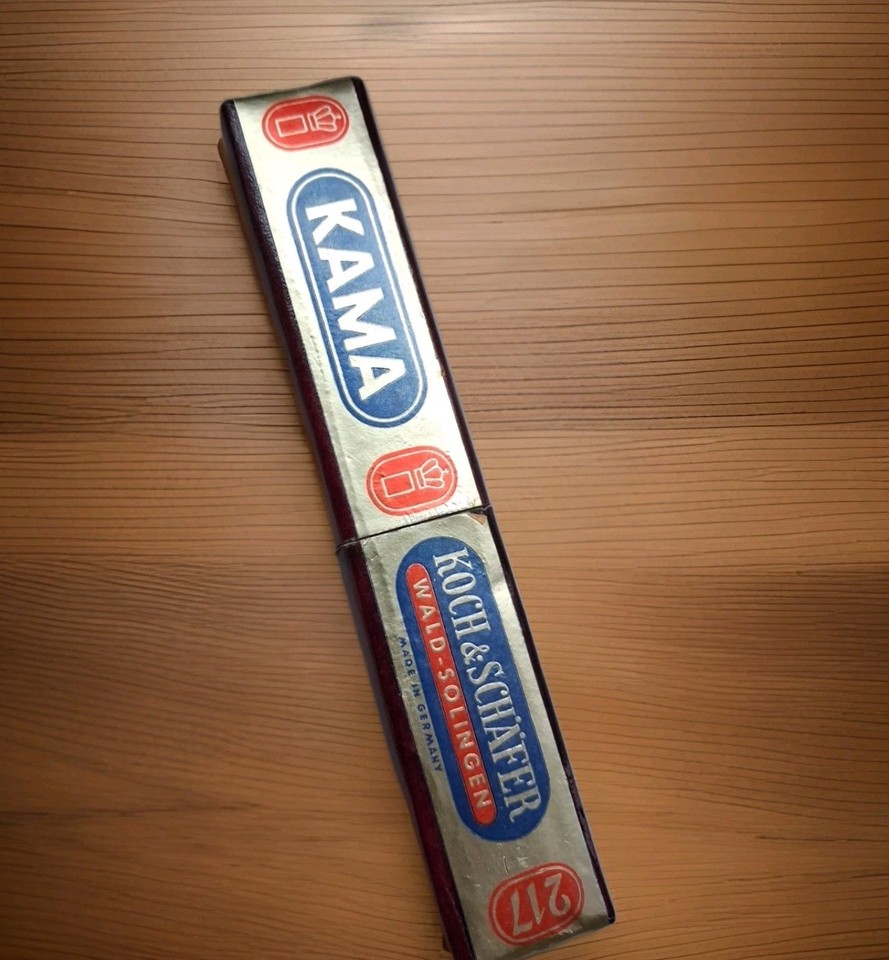 KAMA
KOCH & SCHÄFER
WALD-SOLINGEN
MADE IN GERMANY
217